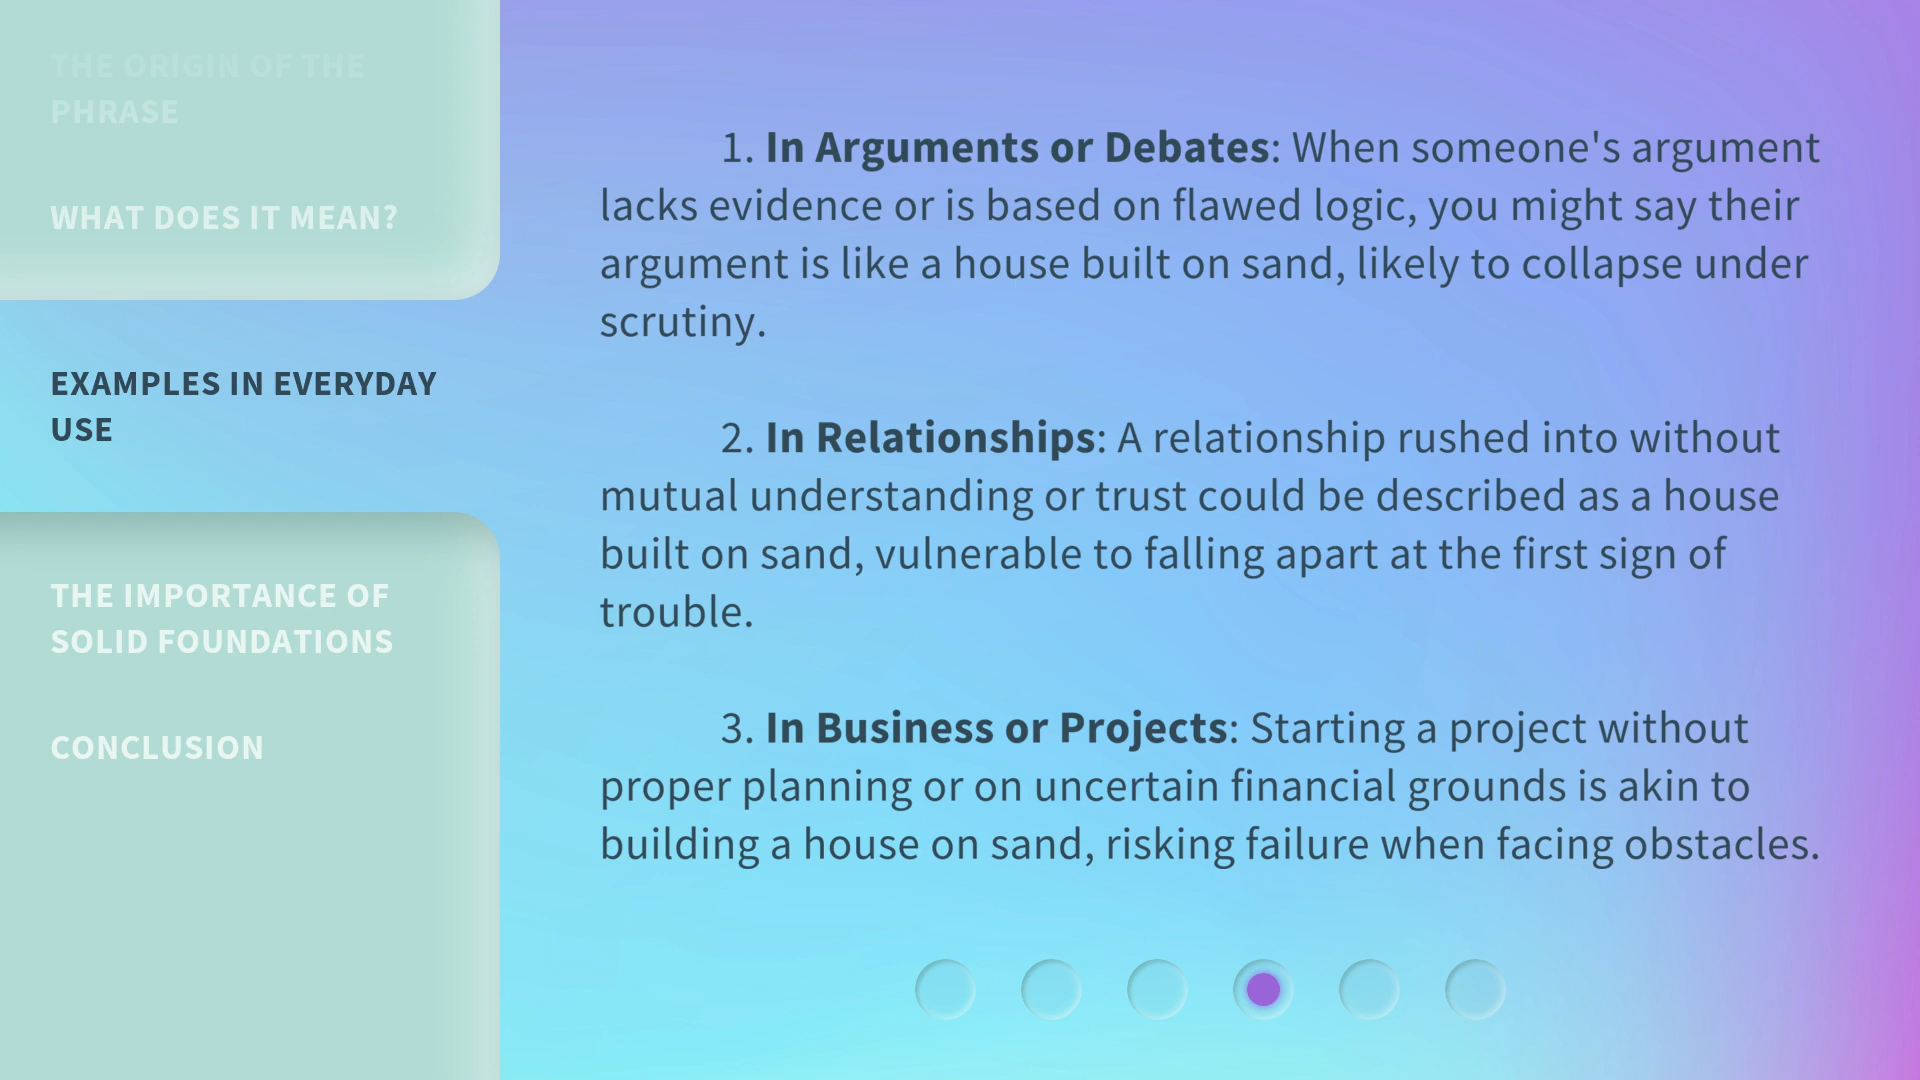 THE ORIGIN OF THE
PHRASE
WHAT DOES IT MEAN?
EXAMPLES IN EVERYDAY
USE
THE IMPORTANCE OF
SOLID FOUNDATIONS
CONCLUSION
1. In Arguments or Debates: When someone's argument
lacks evidence or is based on flawed logic, you might say their
argument is like a house built on sand, likely to collapse under
scrutiny.
2. In Relationships: A relationship rushed into without
mutual understanding or trust could be described as a house
built on sand, vulnerable to falling apart at the first sign of
trouble.
3. In Business or Projects: Starting a project without
proper planning or on uncertain financial grounds is akin to
building a house on sand, risking failure when facing obstacles.